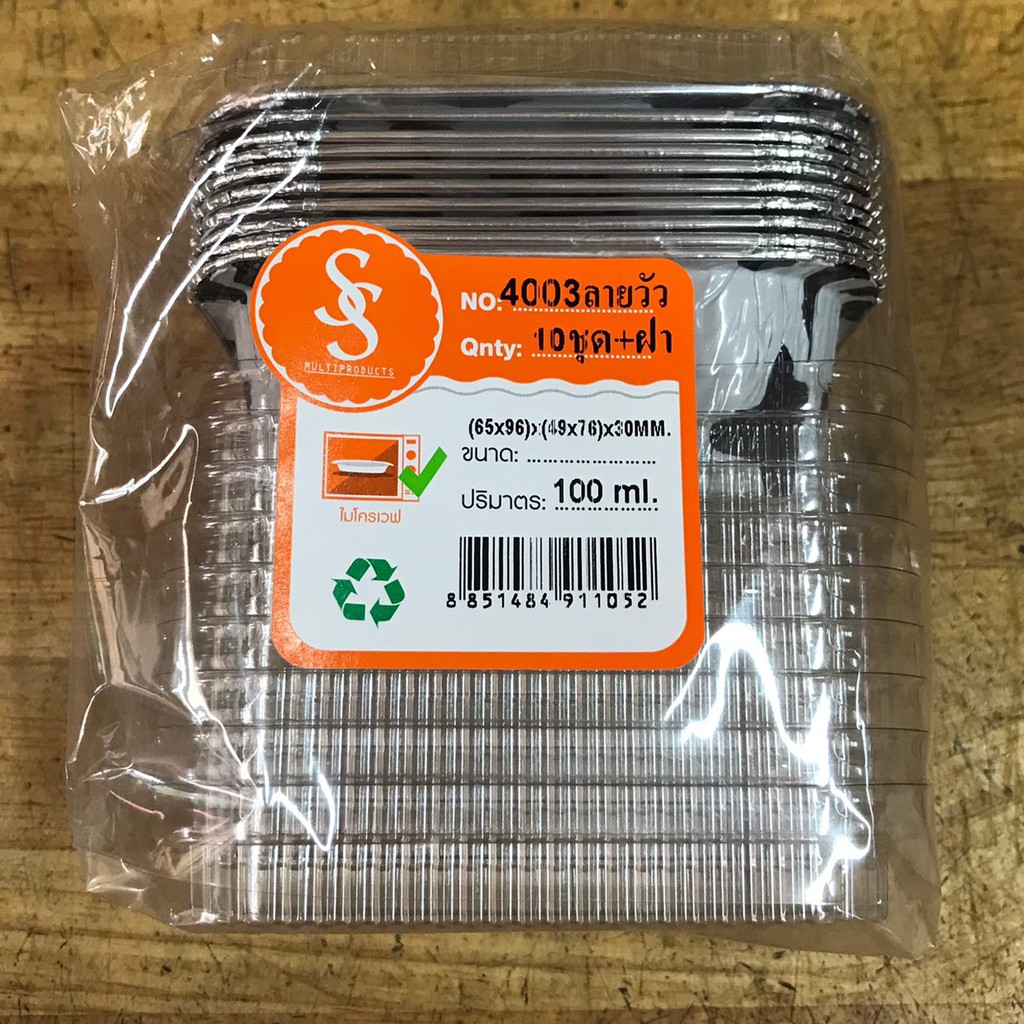 SS
MULTIPRODUCTS
NO: 4003ลายวัว
Qnty: 10ชุด+ฝา
(65x96)x(49x76)x30MM.
ขนาด: ........................
ปริมาตร: 100 ml.
ไมโครเวฟ
8 851484 911052